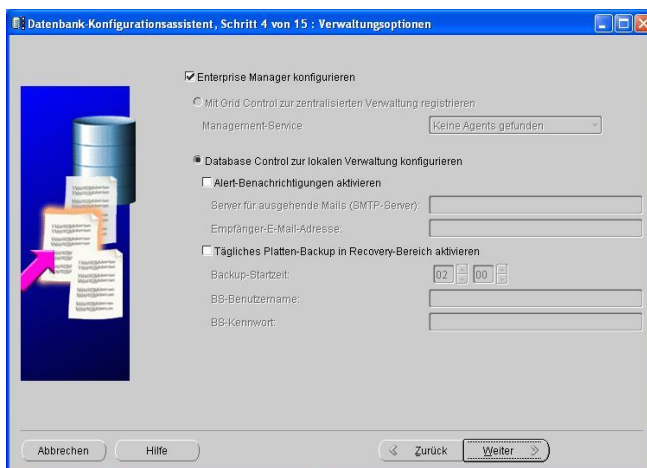 Datenbank-Konfigurationsassistent, Schritt 4 von 15 : Verwaltungsoptionen
Enterprise Manager konfigurieren
Mit Grid Control zur zentralisierten Verwaltung registrieren
Management-Service
Keine Agents gefunden
Database Control zur lokalen Verwaltung konfigurieren
Alert-Benachrichtigungen aktivieren
Server für ausgehende Mails (SMTP-Server):
Empfänger-E-Mail-Adresse:
Tägliches Platten-Backup in Recovery-Bereich aktivieren
Backup-Startzeit: 02 00
BS-Benutzername:
BS-Kennwort:
Abbrechen Hilfe Zurück Weiter